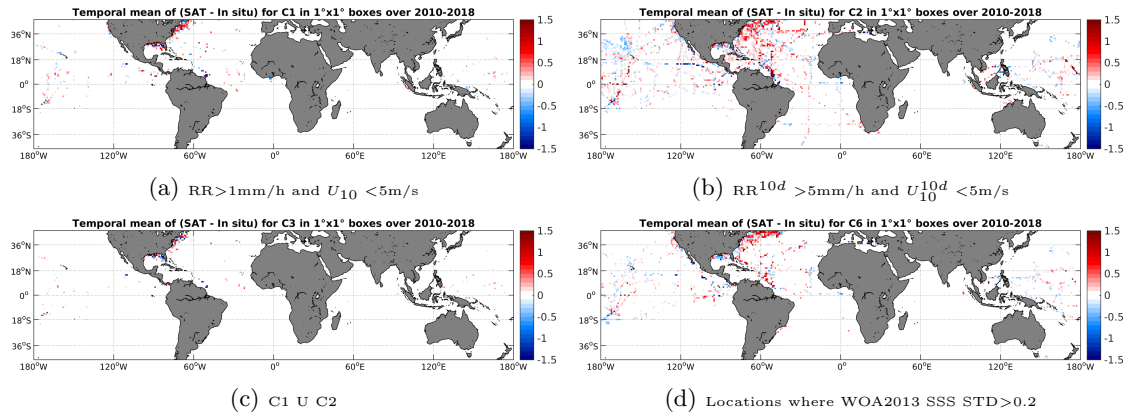 Temporal mean of (SAT - In situ) for C1 in 1°x1° boxes over 2010-2018
36°N
18°N
0°
18°S
36°S
180°W 120°W 60°W 0° 60°E 120°E 180°W
1.5
1
0.5
0
-0.5
-1
-1.5
(a) RR>1mm/h and U10 <5m/s
Temporal mean of (SAT - In situ) for C2 in 1°x1° boxes over 2010-2018
36°N
18°N
0°
18°S
36°S
180°W 120°W 60°W 0° 60°E 120°E 180°W
1.5
1
0.5
0
-0.5
-1
-1.5
(b) RR^10d >5mm/h and U10^10d <5m/s
Temporal mean of (SAT - In situ) for C3 in 1°x1° boxes over 2010-2018
36°N
18°N
0°
18°S
36°S
180°W 120°W 60°W 0° 60°E 120°E 180°W
1.5
1
0.5
0
-0.5
-1
-1.5
(c) C1 U C2
Temporal mean of (SAT - In situ) for C6 in 1°x1° boxes over 2010-2018
36°N
18°N
0°
18°S
36°S
180°W 120°W 60°W 0° 60°E 120°E 180°W
1.5
1
0.5
0
-0.5
-1
-1.5
(d) Locations where WOA2013 SSS STD>0.2